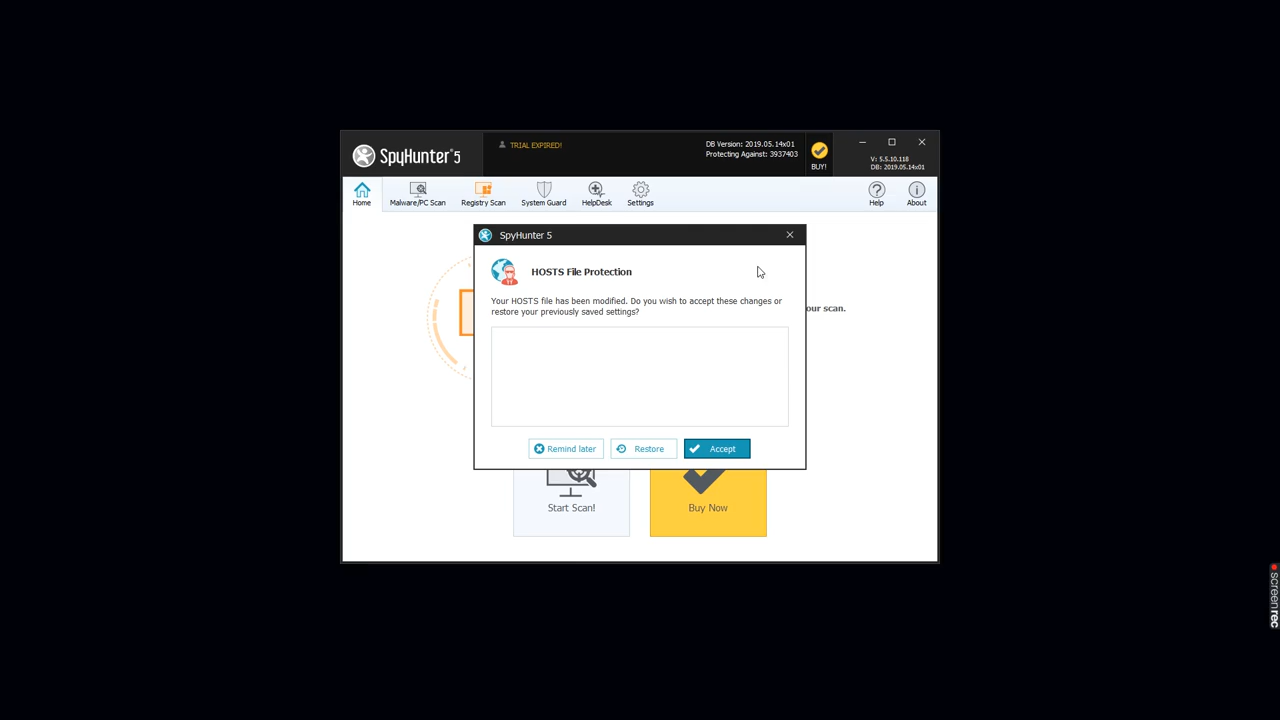 SpyHunter®5
TRIAL EXPIRED!
DB Version: 2019.05.14x01
Protecting Against: 3937403
BUY!
V: 5.5.10.118
DB: 2019.05.14x01
Home
Malware/PC Scan
Registry Scan
System Guard
HelpDesk
Settings
Help
About
SpyHunter 5
HOSTS File Protection
Your HOSTS file has been modified. Do you wish to accept these changes or
restore your previously saved settings?
our scan.
Remind later
Restore
Accept
Start Scan!
Buy Now
screenrec